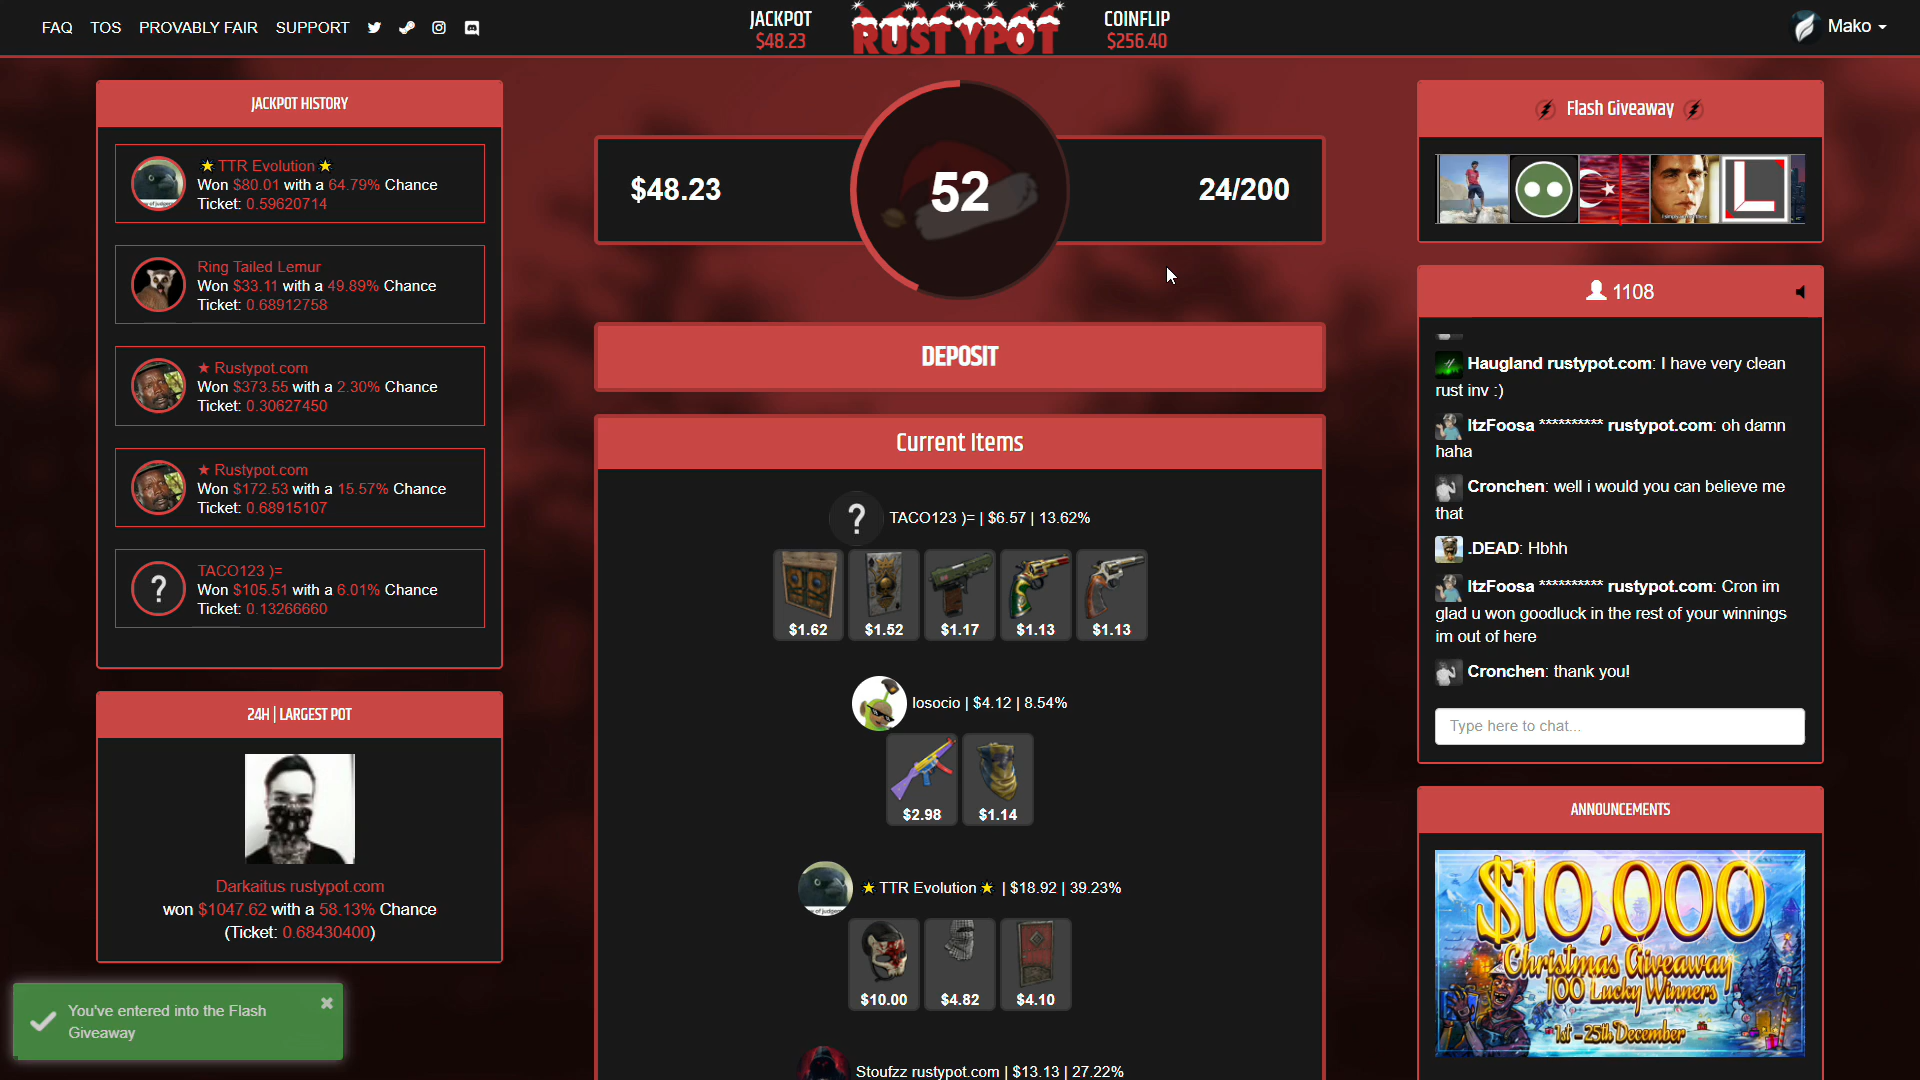 FAQ TOS PROVABLY FAIR SUPPORT
JACKPOT
$48.23
RUSTYPOT
COINFLIP
$256.40
Mako
JACKPOT HISTORY
TTR Evolution
Won $80.01 with a 64.79% Chance
Ticket: 0.59620714
Ring Tailed Lemur
Won $33.11 with a 49.89% Chance
Ticket: 0.68912758
★ Rustypot.com
Won $373.55 with a 2.30% Chance
Ticket: 0.30627450
★ Rustypot.com
Won $172.53 with a 15.57% Chance
Ticket: 0.68915107
?
TACO123 )=
Won $105.51 with a 6.01% Chance
Ticket: 0.13266660
24H | LARGEST POT
Darkaitus rustypot.com
won $1047.62 with a 58.13% Chance
(Ticket: 0.68430400)
You've entered into the Flash
Giveaway
$48.23
52
24/200
DEPOSIT
Current Items
?
TACO123 )= | $6.57 | 13.62%
$1.62 $1.52 $1.17 $1.13 $1.13
losocio | $4.12 | 8.54%
$2.98 $1.14
TTR Evolution | $18.92 | 39.23%
$10.00 $4.82 $4.10
Stoufzz rustypot.com | $13.13 | 27.22%
Flash Giveaway
1108
Haugland rustypot.com: I have very clean
rust inv :)
ItzFoosa ********** rustypot.com: oh damn
haha
Cronchen: well i would you can believe me
that
.DEAD: Hbhh
ItzFoosa ********** rustypot.com: Cron im
glad u won goodluck in the rest of your winnings
im out of here
Cronchen: thank you!
Type here to chat...
ANNOUNCEMENTS
$10,000
Christmas Giveaway
100 Lucky Winners
1st - 25th December